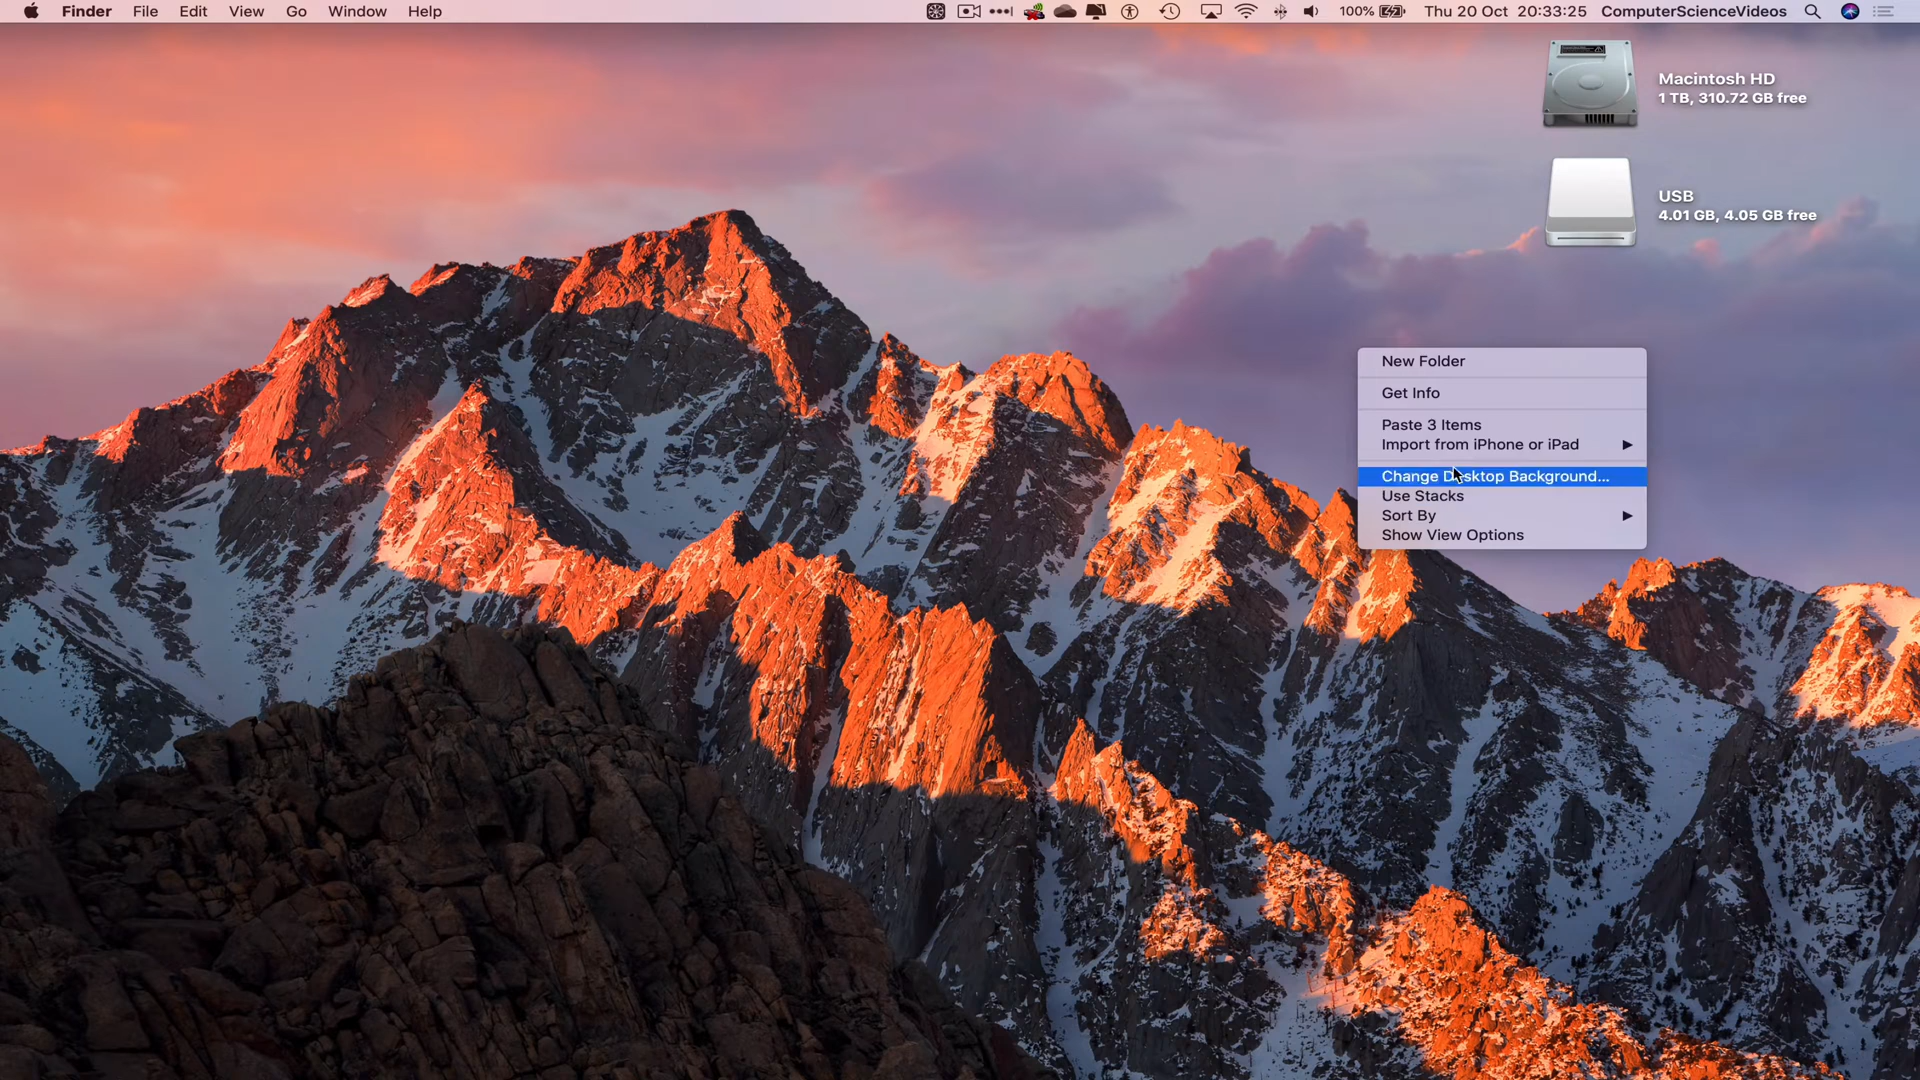 Finder File Edit View Go Window Help 100% Thu 20 Oct 20:33:25 ComputerScienceVideos
Macintosh HD
1 TB, 310.72 GB free
USB
4.01 GB, 4.05 GB free
New Folder
Get Info
Paste 3 Items
Import from iPhone or iPad
Change Desktop Background...
Use Stacks
Sort By
Show View Options